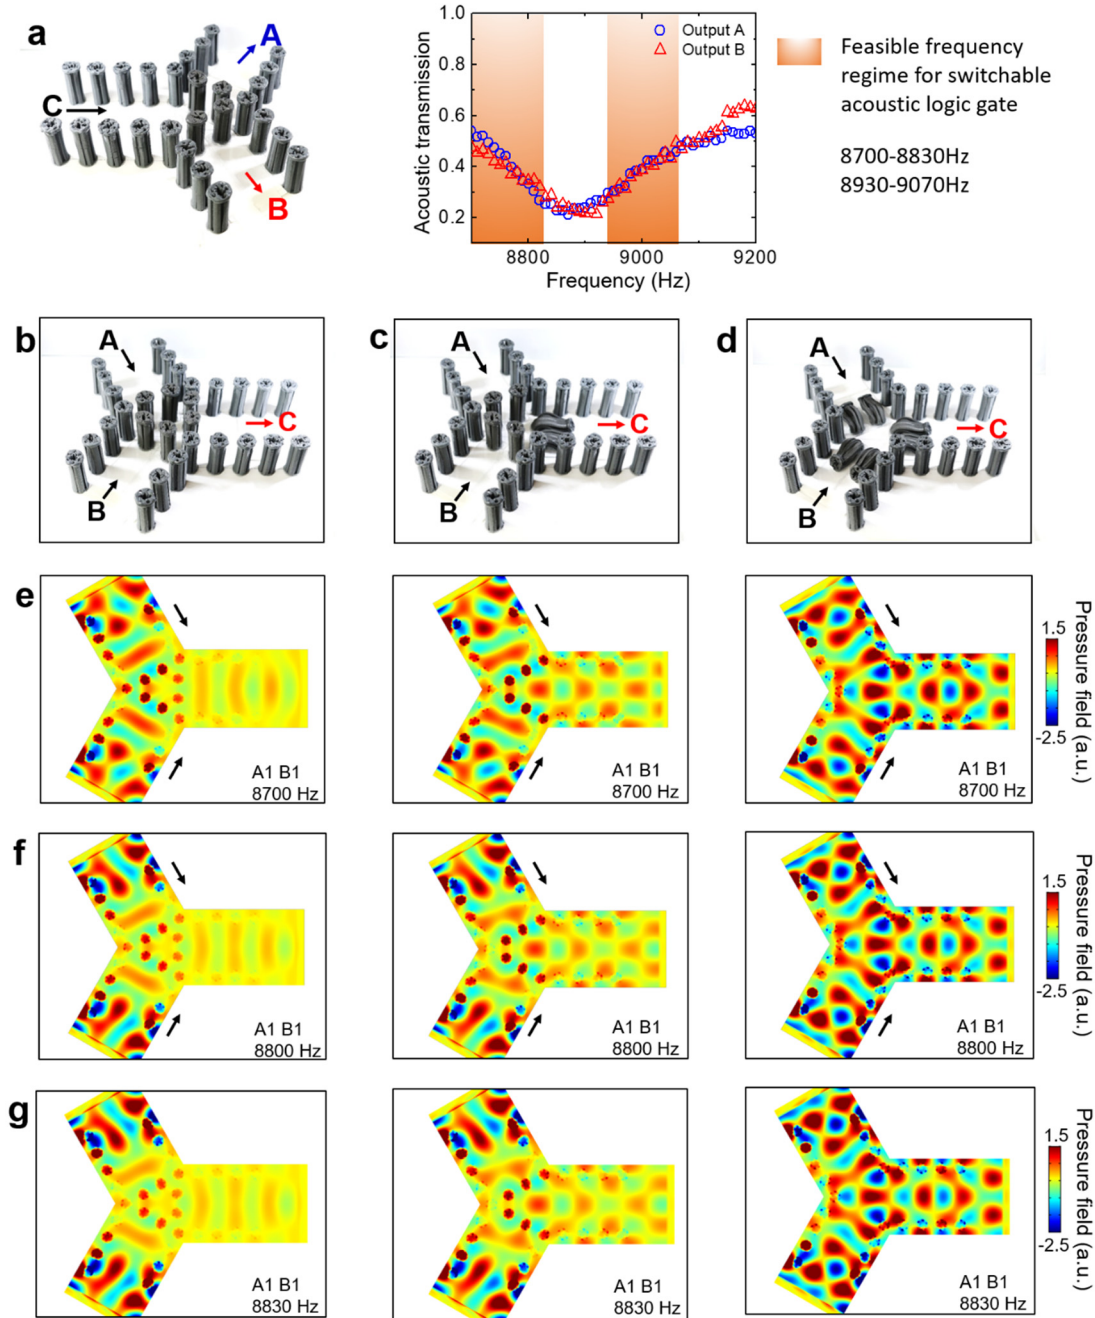 a
A
C
B
1.0
0.8
0.6
0.4
0.2
Acoustic transmission
Output A
Output B
8800
9000
9200
Frequency (Hz)
Feasible frequency
regime for switchable
acoustic logic gate
8700-8830Hz
8930-9070Hz
b
A
C
B
c
A
C
B
d
A
C
B
e
A1 B1
8700 Hz
A1 B1
8700 Hz
A1 B1
8700 Hz
1.5
-2.5
Pressure field (a.u.)
f
A1 B1
8800 Hz
A1 B1
8800 Hz
A1 B1
8800 Hz
1.5
-2.5
Pressure field (a.u.)
g
A1 B1
8830 Hz
A1 B1
8830 Hz
A1 B1
8830 Hz
1.5
-2.5
Pressure field (a.u.)